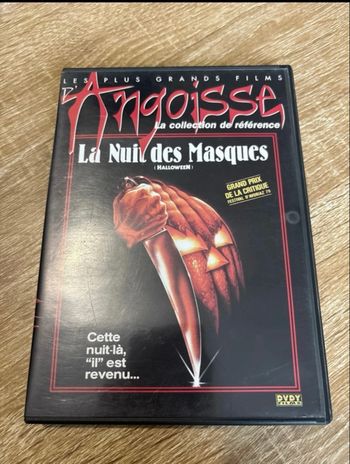 LES PLUS GRANDS FILMS
D'Angoisse
La collection de référence
La Nuit des Masques
(HALLOWEEN)
GRAND PRIX
DE LA CRITIQUE
FESTIVAL D'AVORIAZ 79
Cette
nuit-là,
"il" est
revenu...
DVDY
FILMS